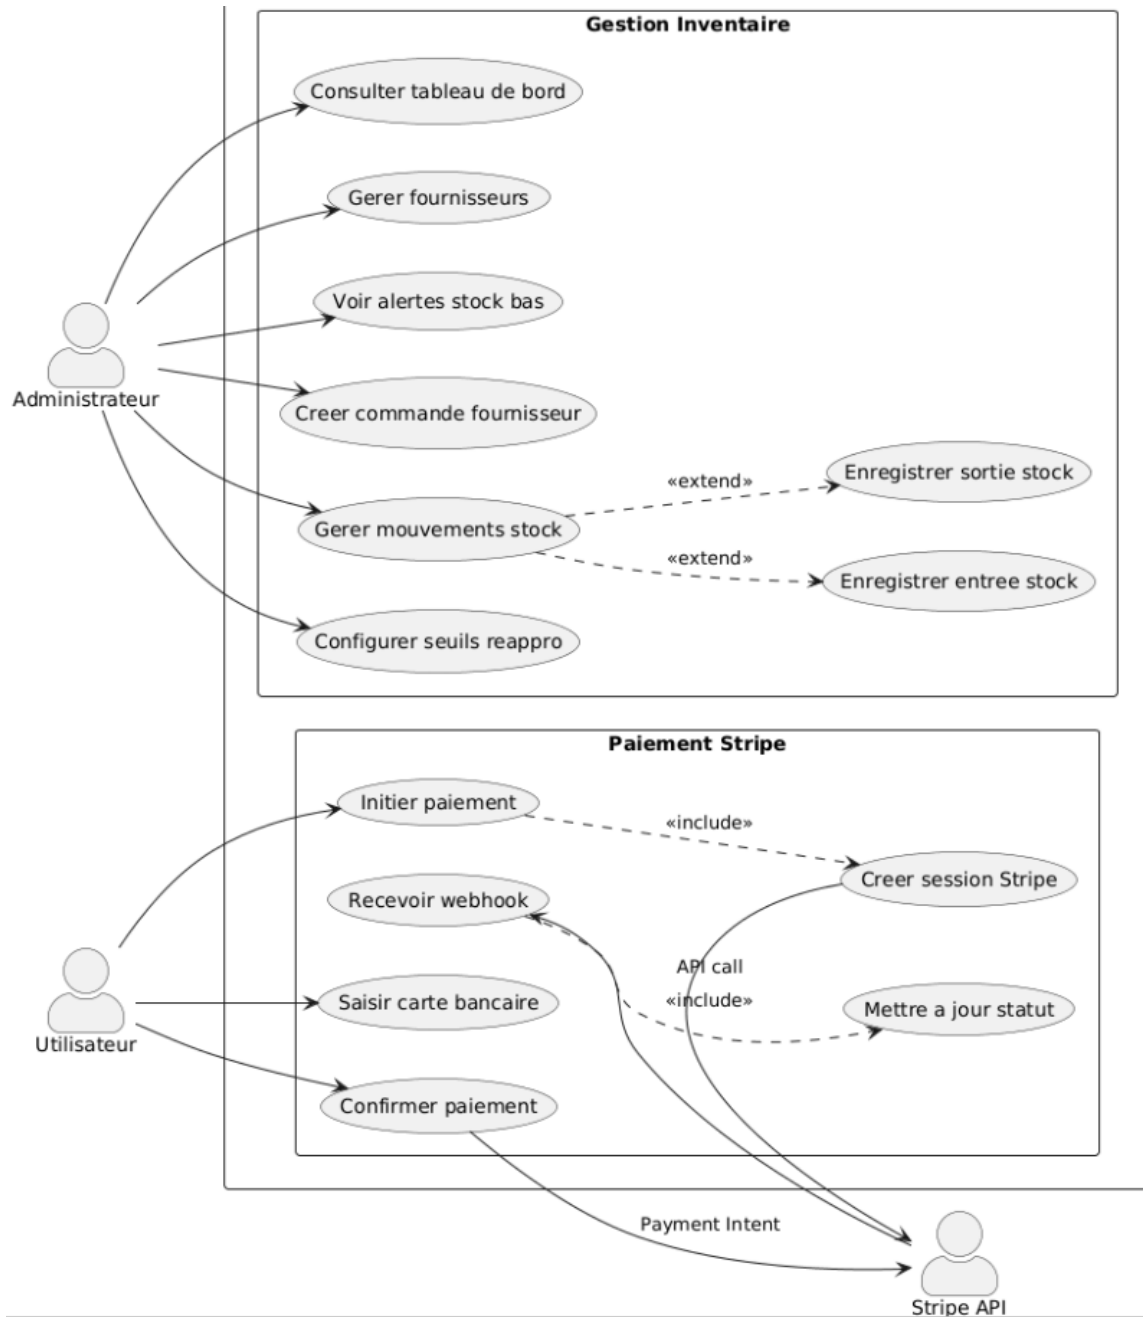 Gestion Inventaire
Consulter tableau de bord
Gerer fournisseurs
Voir alertes stock bas
Administrateur
Creer commande fournisseur
Enregistrer sortie stock
«extend»
Gerer mouvements stock
«extend»
Enregistrer entree stock
Configurer seuils reappro
Paiement Stripe
Initier paiement
«include»
Creer session Stripe
Recevoir webhook
API call
«include»
Saisir carte bancaire
Mettre a jour statut
Utilisateur
Confirmer paiement
Payment Intent
Stripe API